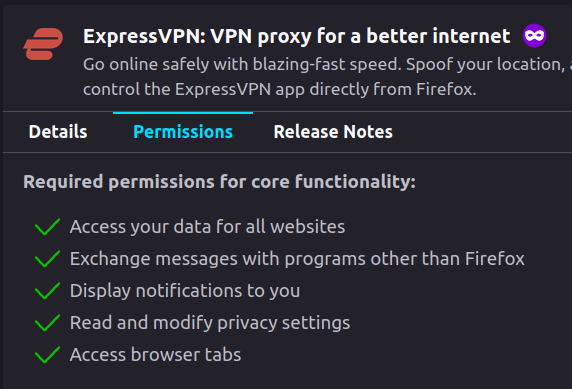 ExpressVPN: VPN proxy for a better internet
Go online safely with blazing-fast speed. Spoof your location,
control the ExpressVPN app directly from Firefox.
Details Permissions Release Notes
Required permissions for core functionality:
Access your data for all websites
Exchange messages with programs other than Firefox
Display notifications to you
Read and modify privacy settings
Access browser tabs